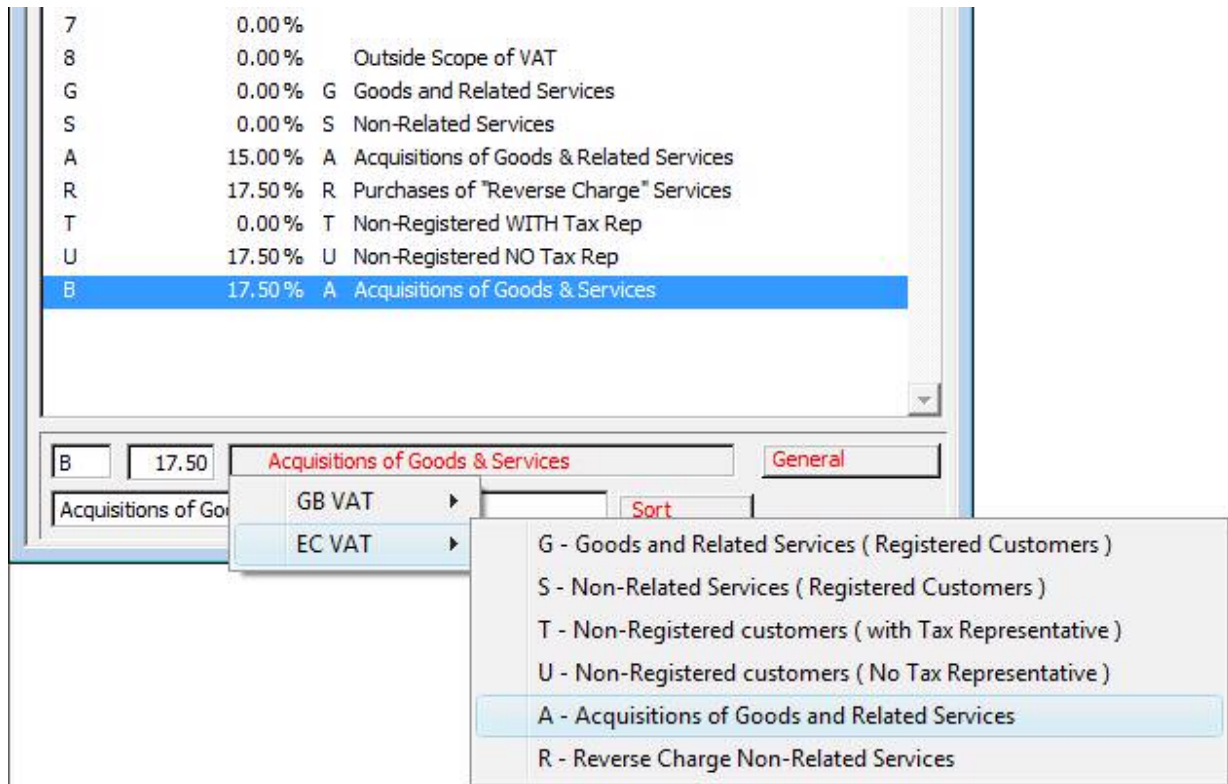 7 0.00%
8 0.00% Outside Scope of VAT
G 0.00% G Goods and Related Services
S 0.00% S Non-Related Services
A 15.00% A Acquisitions of Goods & Related Services
R 17.50% R Purchases of "Reverse Charge" Services
T 0.00% T Non-Registered WITH Tax Rep
U 17.50% U Non-Registered NO Tax Rep
B 17.50% A Acquisitions of Goods & Services
B 17.50 Acquisitions of Goods & Services General
Acquisitions of GB VAT Sort
EC VAT
G - Goods and Related Services ( Registered Customers )
S - Non-Related Services ( Registered Customers )
T - Non-Registered customers ( with Tax Representative )
U - Non-Registered customers ( No Tax Representative )
A - Acquisitions of Goods and Related Services
R - Reverse Charge Non-Related Services